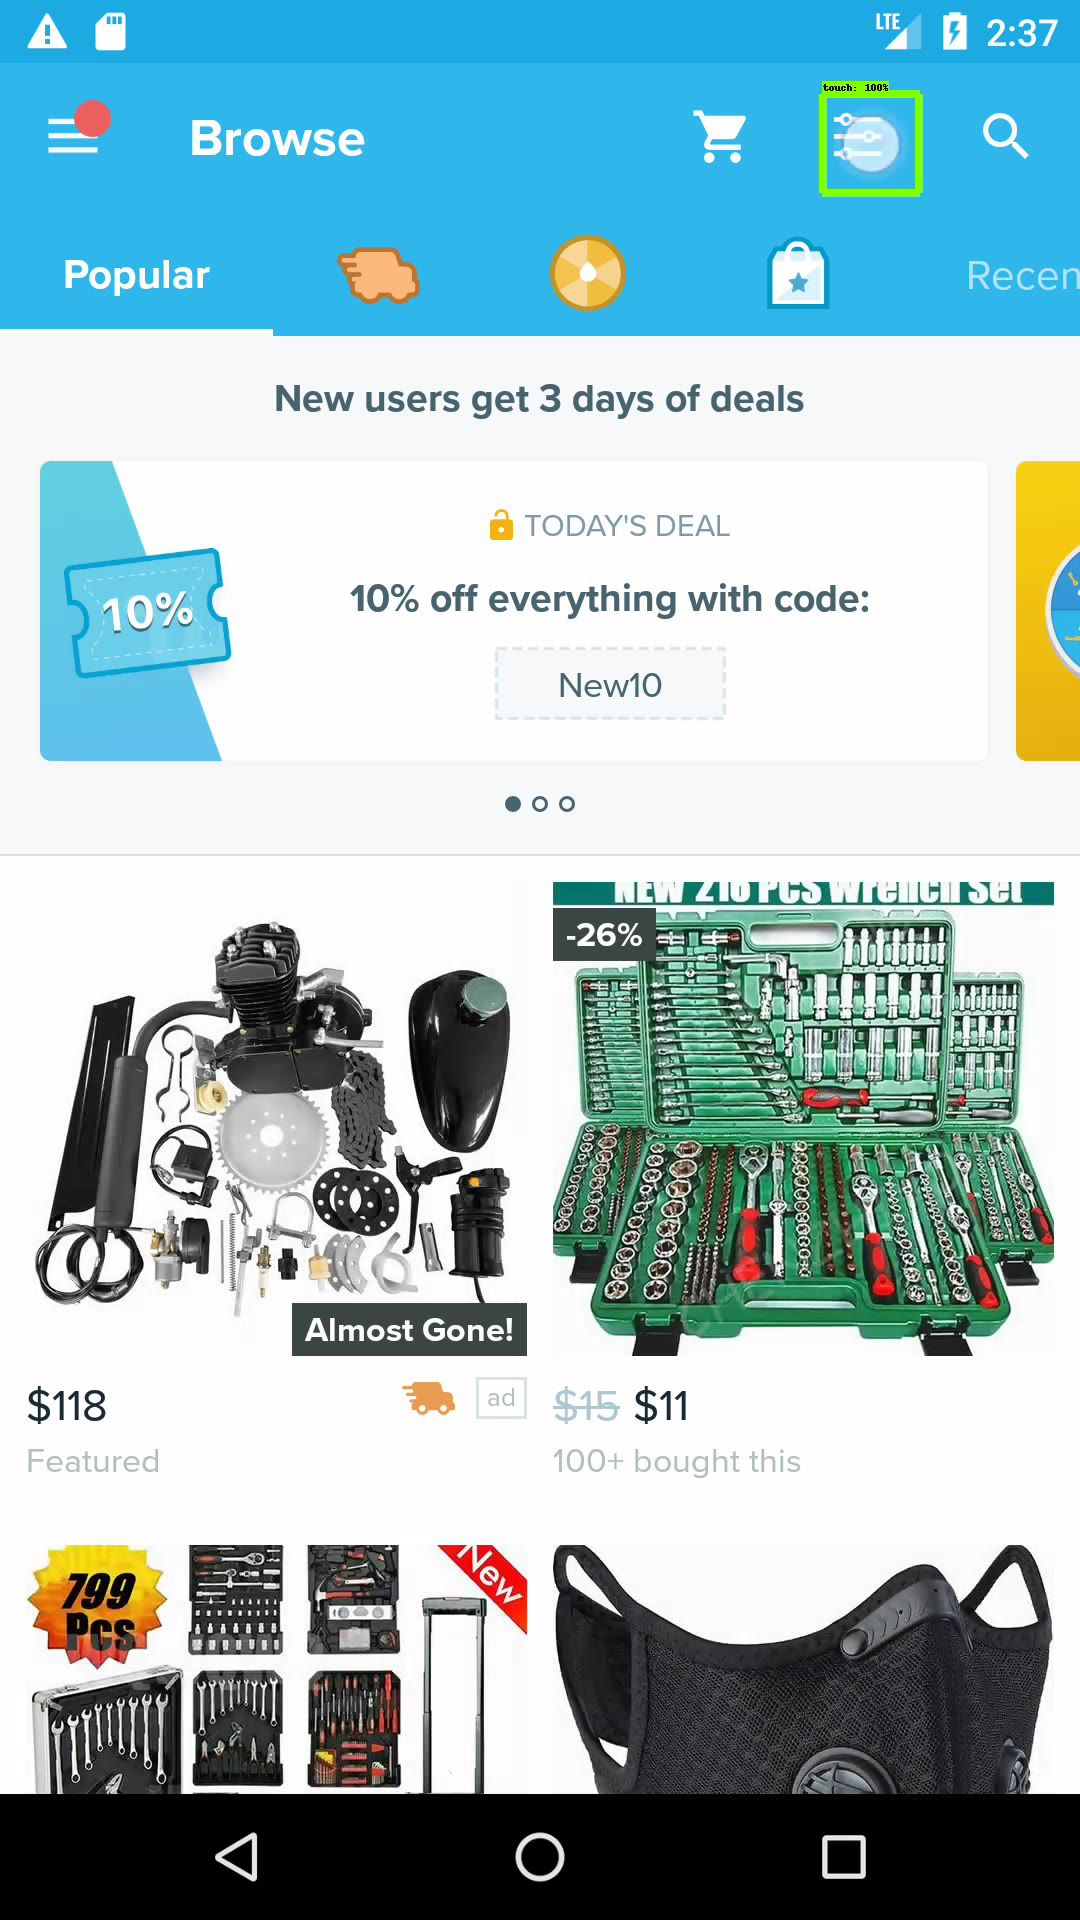 LTE 2:37
touch: 100%
Browse
Popular
Recen
New users get 3 days of deals
TODAY'S DEAL
10%
10% off everything with code:
New10
NEW 216 PCS Wrench Set
-26%
Almost Gone!
$118
ad
$15 $11
Featured
100+ bought this
799
Pcs
New